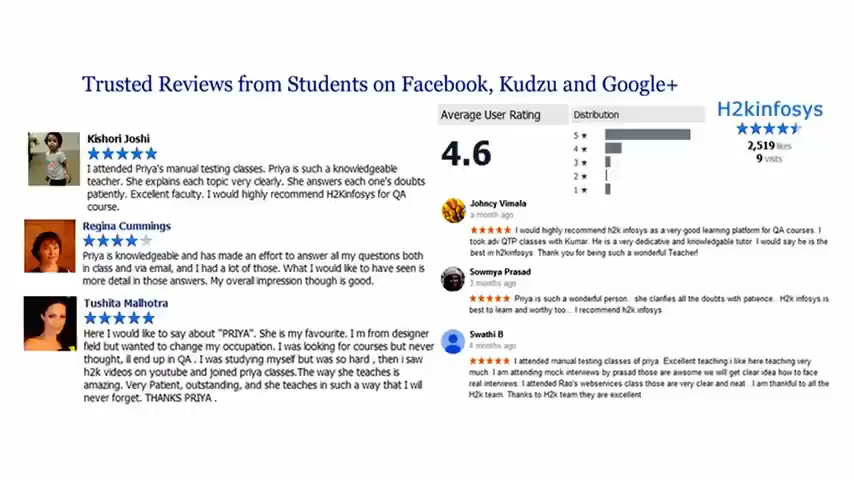 Trusted Reviews from Students on Facebook, Kudzu and Google+
Kishori Joshi
I attended Priya's manual testing classes. Priya is such a knowledgeable
teacher. She explains each topic very clearly. She answers each one's doubts
patiently. Excellent faculty. I would highly recommend H2Kinfosys for QA
course.
Regina Cummings
Priya is knowledgeable and has made an effort to answer all my questions both
in class and via email, and I had a lot of those. What I would like to have seen is
more detail in those answers. My overall impression though is good.
Tushita Malhotra
Here I would like to say about "PRIYA". She is my favourite. I m from designer
field but wanted to change my occupation. I was looking for courses but never
thought, ill end up in QA . I was studying myself but was so hard , then i saw
h2k videos on youtube and joined priya classes.The way she teaches is
amazing. Very Patient, outstanding, and she teaches in such a way that I will
never forget. THANKS PRIYA .
Average User Rating
Distribution
4.6
5 ★
4 ★
3 ★
2 ★
1 ★
H2kinfosys
2,519 likes
9 visits
Johncy Vimala
a month ago
I would highly recommend h2k infosys as a very good learning platform for QA courses. I
took adv QTP classes with Kumar. He is a very dedicative and knowledgable tutor. I would say he is the
best in h2kinfosys. Thank you for being such a wonderful Teacher!
Sowmya Prasad
3 months ago
Priya is such a wonderful person.. she clarifies all the doubts with patience.. H2k infosys is
best to learn and worthy too... I recommend h2k infosys
Swathi B
4 months ago
I attended manual testing classes of priya. Excellent teaching i like here teaching very
much. I am attending mock interviews by prasad those are awsome we will get clear idea how to face
real interviews. I attended Rao's webservices class those are very clear and neat . I am thankful to all the
H2k team. Thanks to H2k team they are excellent